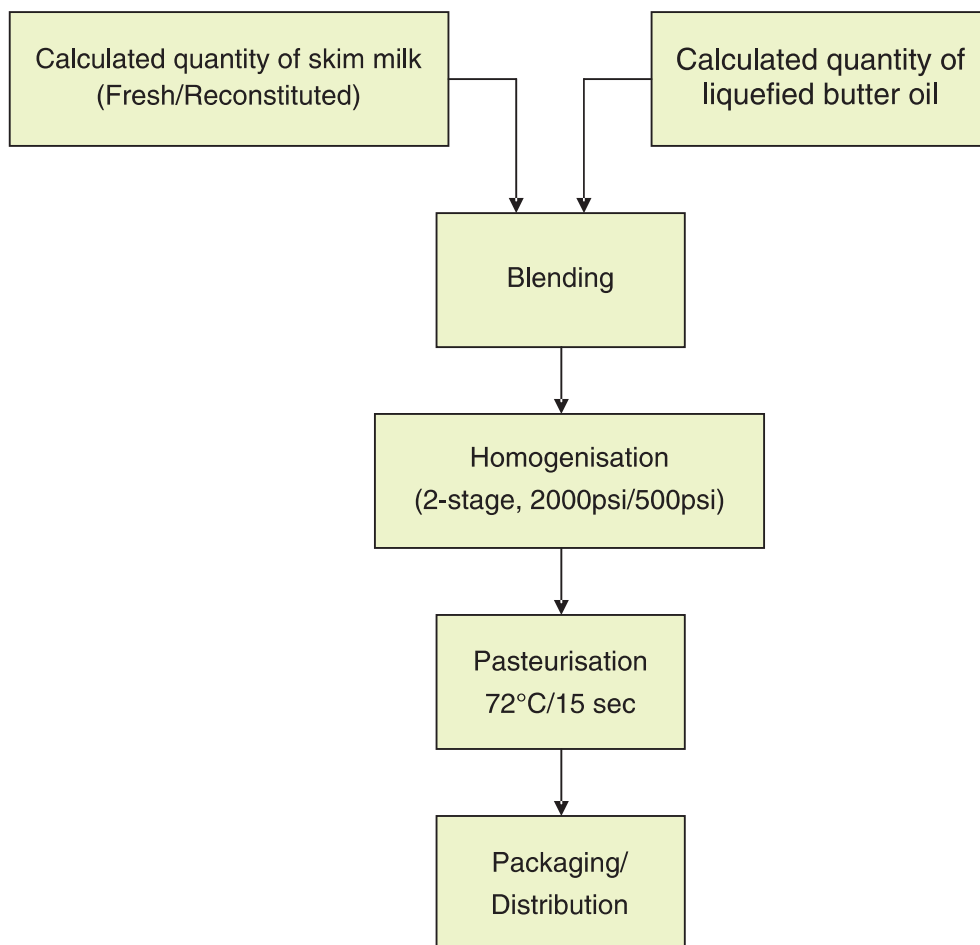 Calculated quantity of skim milk
(Fresh/Reconstituted)
Calculated quantity of
liquefied butter oil
Blending
Homogenisation
(2-stage, 2000psi/500psi)
Pasteurisation
72°C/15 sec
Packaging/
Distribution